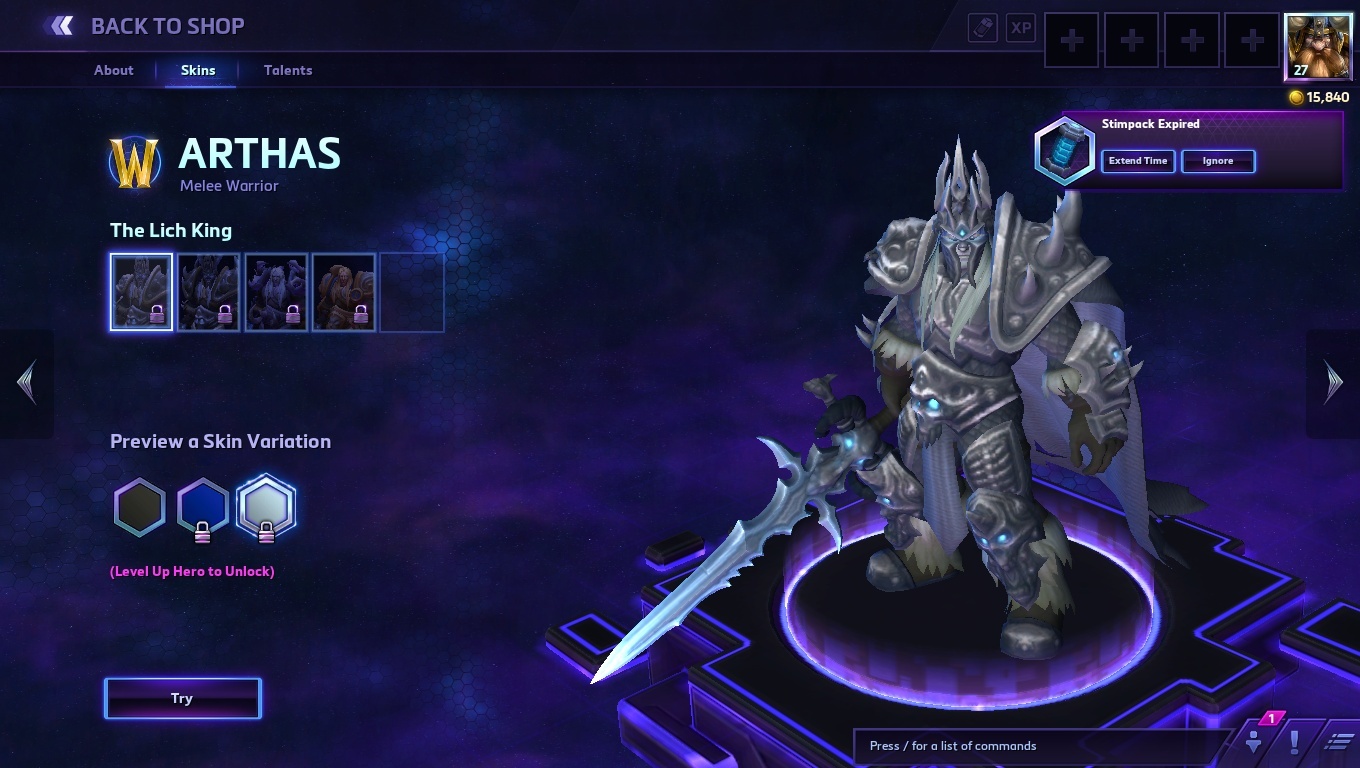 BACK TO SHOP
XP
27
About
Skins
Talents
15,840
Stimpack Expired
Extend Time
Ignore
W
ARTHAS
Melee Warrior
The Lich King
Preview a Skin Variation
(Level Up Hero to Unlock)
Try
1
Press / for a list of commands